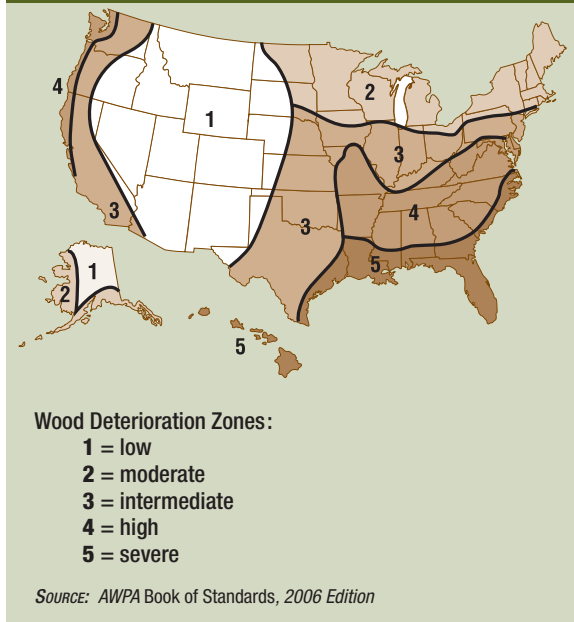 4
2
1
3
3
3
4
5
1
2
5
Wood Deterioration Zones:
1 = low
2 = moderate
3 = intermediate
4 = high
5 = severe
SOURCE: AWPA Book of Standards, 2006 Edition